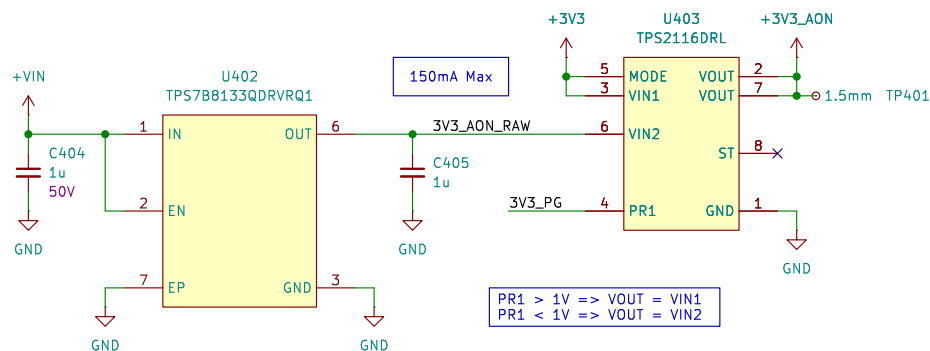 +VIN
U402
TPS7B8133QDRVRQ1
1
IN
OUT
6
2
EN
7
EP
GND
3
C404
1u
50V
GND
GND
GND
150mA Max
3V3_AON_RAW
C405
1u
GND
3V3_PG
+3V3
U403
TPS2116DRL
+3V3_AON
5
MODE
VOUT
2
3
VIN1
VOUT
7
1.5mm TP401
6
VIN2
ST
8
4
PR1
GND
1
GND
PR1 > 1V => VOUT = VIN1
PR1 < 1V => VOUT = VIN2